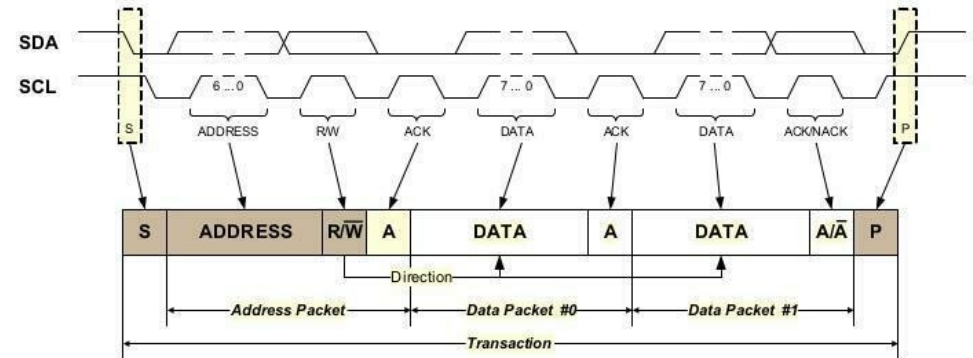 SDA
SCL
6 ... 0
7 ... 0
7 ... 0
S
ADDRESS
R/W
ACK
DATA
ACK
DATA
ACK/NACK
P
S ADDRESS R/W̅ A DATA A DATA A/A̅ P
Direction
Address Packet Data Packet #0 Data Packet #1
Transaction